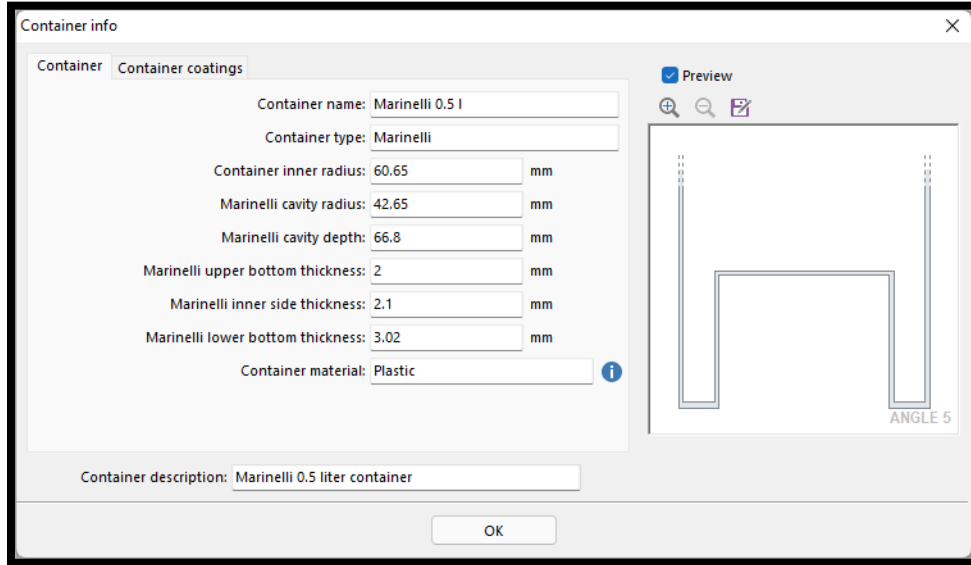 Container info
Container Container coatings
Container name: Marinelli 0.5 l
Container type: Marinelli
Container inner radius: 60.65 mm
Marinelli cavity radius: 42.65 mm
Marinelli cavity depth: 66.8 mm
Marinelli upper bottom thickness: 2 mm
Marinelli inner side thickness: 2.1 mm
Marinelli lower bottom thickness: 3.02 mm
Container material: Plastic
Container description: Marinelli 0.5 liter container
Preview
ANGLE 5
OK